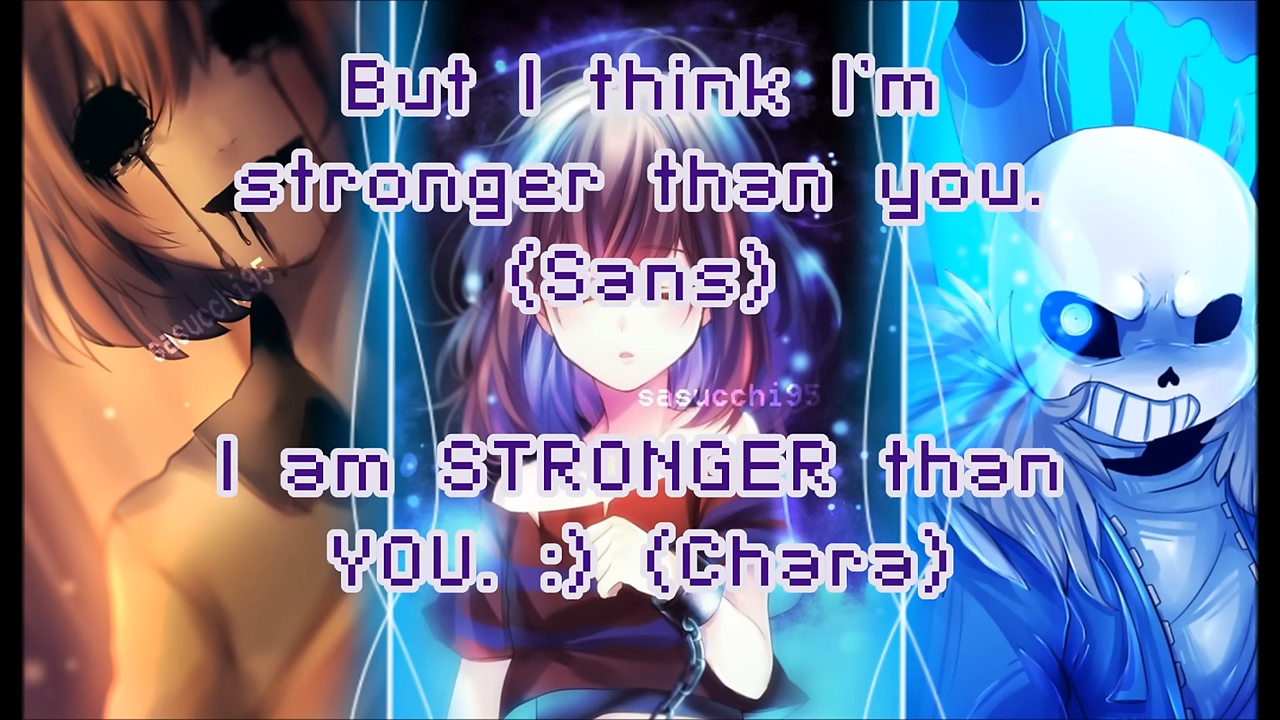 But I think I'm
stronger than you.
(Sans)
sasucchi95
sasucchi95
I am STRONGER than
YOU. :) (Chara)